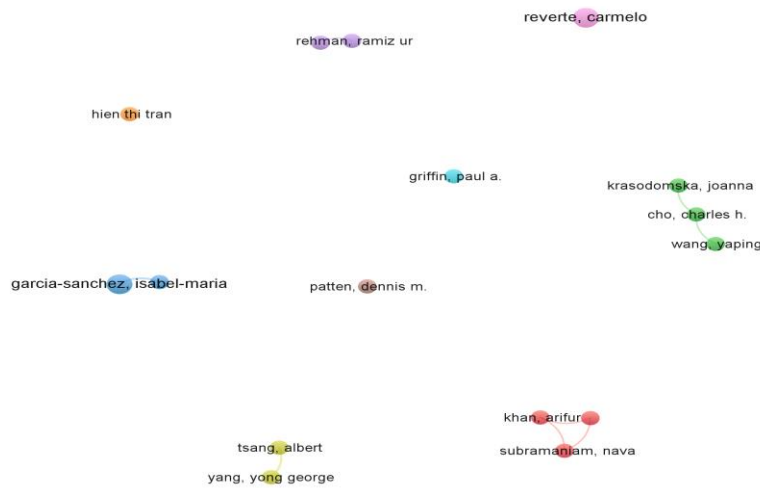 reverte, carmelo
rehman, ramiz ur
hien thi tran
griffin, paul a.
krasodomska, joanna
cho, charles h.
wang, yaping
garcia-sanchez, isabel-maria
patten, dennis m.
khan, arifur
subramaniam, nava
tsang, albert
yang, yong george